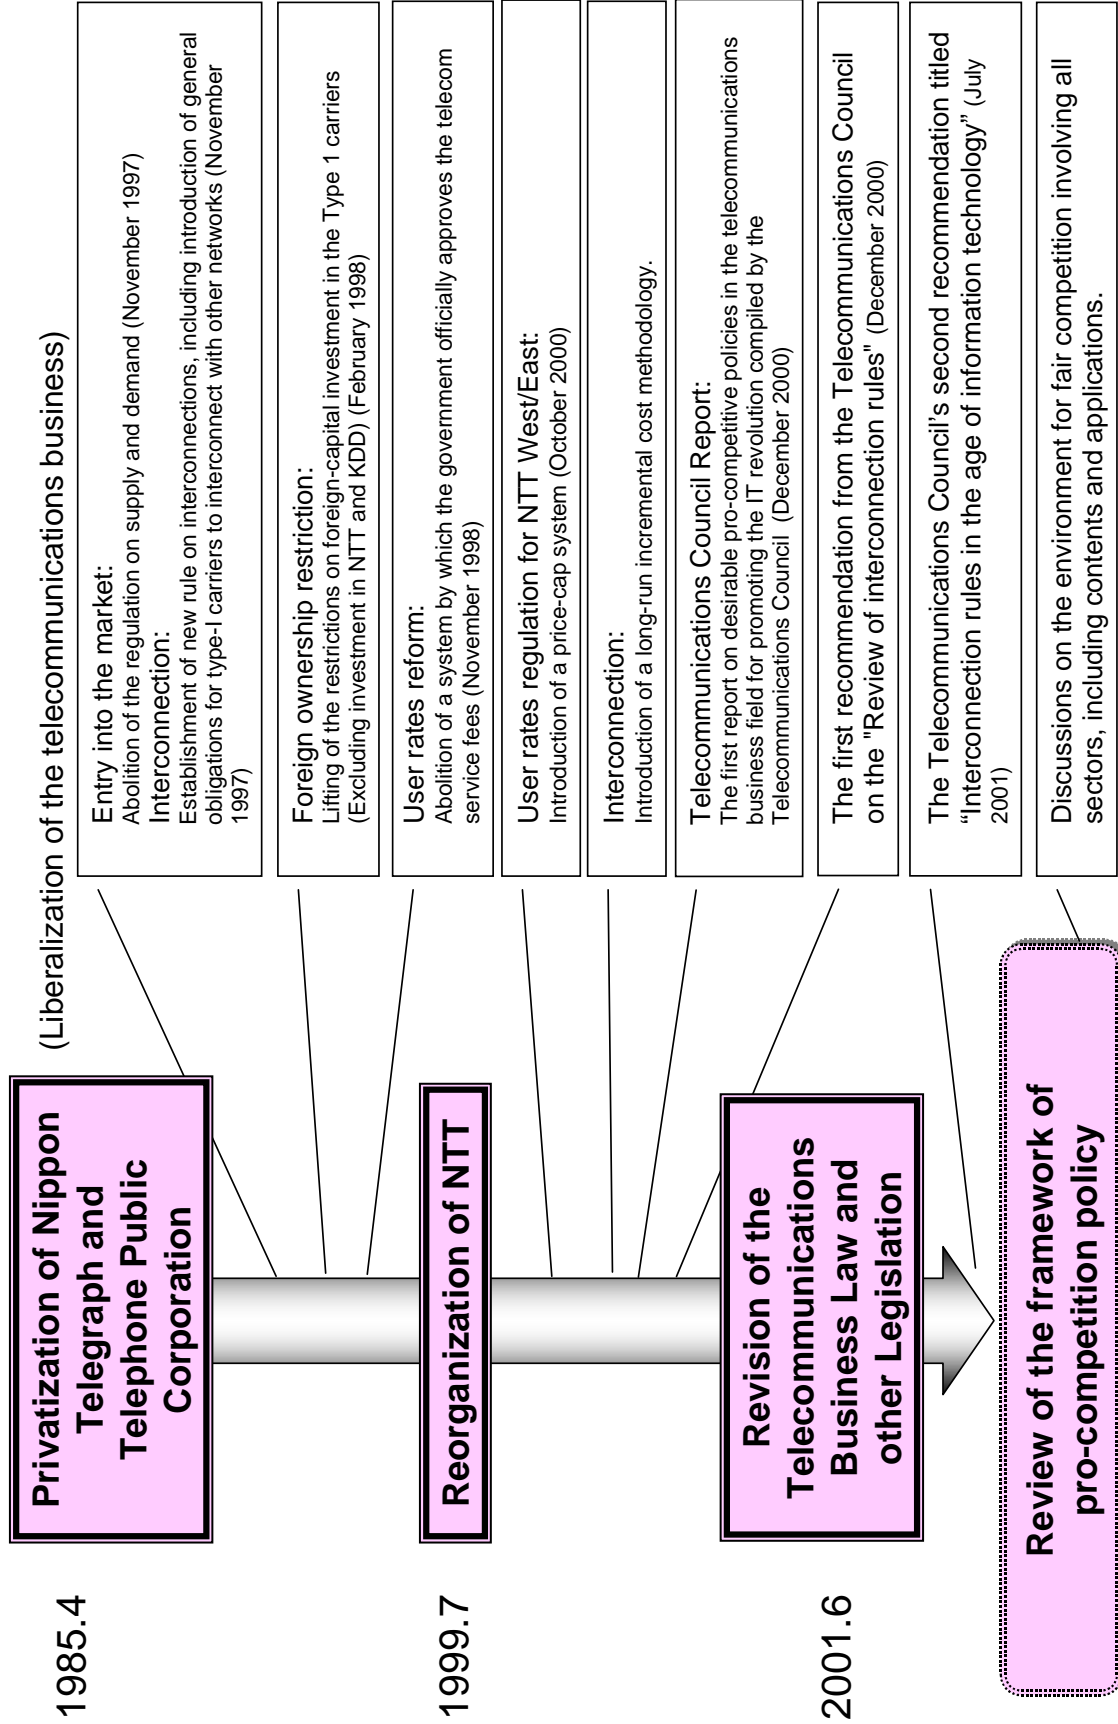 1985.4
Privatization of Nippon
Telegraph and
Telephone Public
Corporation
(Liberalization of the telecommunications business)
Entry into the market:
Abolition of the regulation on supply and demand (November 1997)
Interconnection:
Establishment of new rule on interconnections, including introduction of general
obligations for type-I carriers to interconnect with other networks (November
1997)
Foreign ownership restriction:
Lifting of the restrictions on foreign-capital investment in the Type 1 carriers
(Excluding investment in NTT and KDD) (February 1998)
User rates reform:
Abolition of a system by which the government officially approves the telecom
service fees (November 1998)
1999.7
Reorganization of NTT
User rates regulation for NTT West/East:
Introduction of a price-cap system (October 2000)
Interconnection:
Introduction of a long-run incremental cost methodology.
Telecommunications Council Report:
The first report on desirable pro-competitive policies in the telecommunications
business field for promoting the IT revolution compiled by the
Telecommunications Council (December 2000)
The first recommendation from the Telecommunications Council
on the "Review of interconnection rules" (December 2000)
2001.6
Revision of the
Telecommunications
Business Law and
other Legislation
The Telecommunications Council's second recommendation titled
“Interconnection rules in the age of information technology” (July
2001)
Review of the framework of
pro-competition policy
Discussions on the environment for fair competition involving all
sectors, including contents and applications.